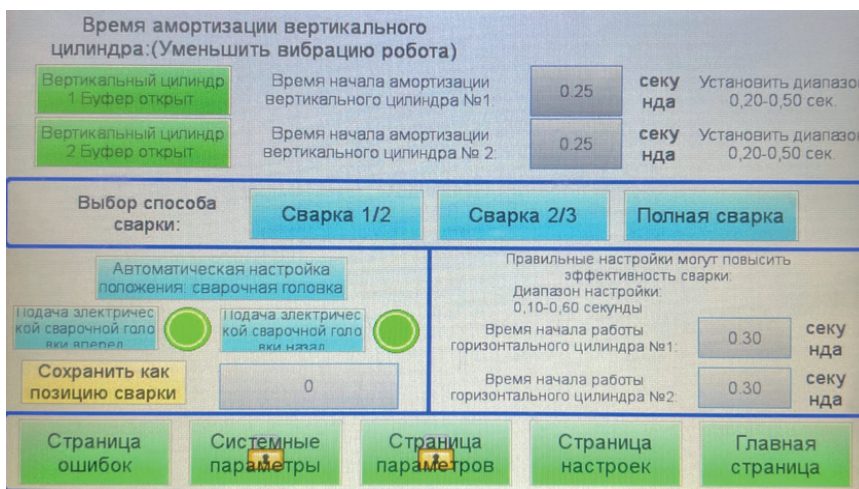 Время амортизации вертикального
цилиндра:(Уменьшить вибрацию робота)
Вертикальный цилиндр
1 Буфер открыт
Время начала амортизации
вертикального цилиндра №1:
0.25
секу
нда
Установить диапазо
0,20-0,50 сек.
Вертикальный цилиндр
2 Буфер открыт
Время начала амортизации
вертикального цилиндра № 2:
0.25
секу
нда
Установить диапазо
0,20-0,50 сек.
Выбор способа
сварки:
Сварка 1/2
Сварка 2/3
Полная сварка
Автоматическая настройка
положения: сварочная головка
Подача электричес
кой сварочной голо
вки вперед
Подача электричес
кой сварочной голо
вки назад
Сохранить как
позицию сварки
0
Правильные настройки могут повысить
эффективность сварки.
Диапазон настройки:
0,10-0,60 секунды
Время начала работы
горизонтального цилиндра №1:
0.30
секу
нда
Время начала работы
горизонтального цилиндра №2:
0.30
секу
нда
Страница
ошибок
Системные
параметры
Страница
параметров
Страница
настроек
Главная
страница